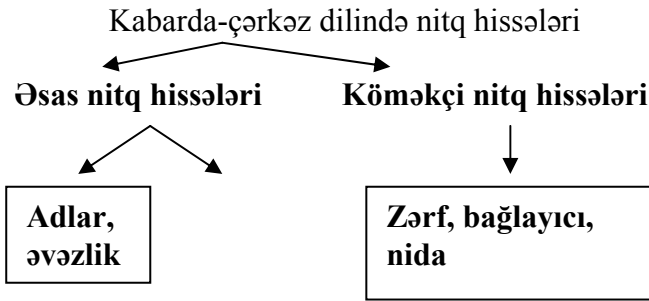 Kabarda-çərkəz dilində nitq hissələri
Əsas nitq hissələri
Köməkçi nitq hissələri
Adlar,
əvəzlik
Zərf, bağlayıcı,
nida